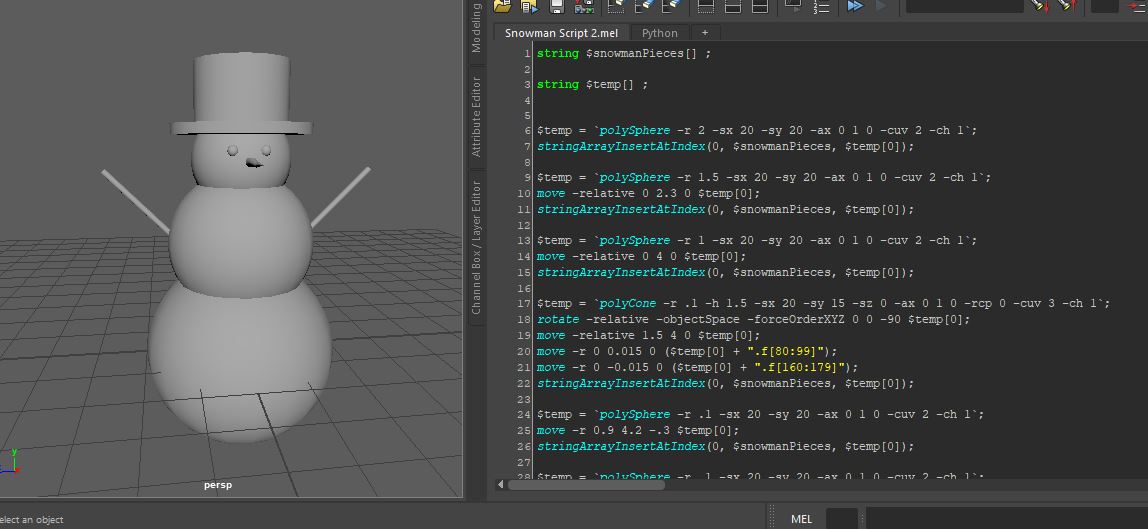 Modeling
Attribute Editor
Channel Box / Layer Editor
y
persp
elect an object
Snowman Script 2.mel
Python
+
1 string $snowmanPieces[] ;
2
3 string $temp[] ;
4
5
6 $temp = `polySphere -r 2 -sx 20 -sy 20 -ax 0 1 0 -cuv 2 -ch 1`;
7 stringArrayInsertAtIndex(0, $snowmanPieces, $temp[0]);
8
9 $temp = `polySphere -r 1.5 -sx 20 -sy 20 -ax 0 1 0 -cuv 2 -ch 1`;
10 move -relative 0 2.3 0 $temp[0];
11 stringArrayInsertAtIndex(0, $snowmanPieces, $temp[0]);
12
13 $temp = `polySphere -r 1 -sx 20 -sy 20 -ax 0 1 0 -cuv 2 -ch 1`;
14 move -relative 0 4 0 $temp[0];
15 stringArrayInsertAtIndex(0, $snowmanPieces, $temp[0]);
16
17 $temp = `polyCone -r .1 -h 1.5 -sx 20 -sy 15 -sz 0 -ax 0 1 0 -rcp 0 -cuv 3 -ch 1`;
18 rotate -relative -objectSpace -forceOrderXYZ 0 0 -90 $temp[0];
19 move -relative 1.5 4 0 $temp[0];
20 move -r 0 0.015 0 ($temp[0] + ".f[80:99]");
21 move -r 0 -0.015 0 ($temp[0] + ".f[160:179]");
22 stringArrayInsertAtIndex(0, $snowmanPieces, $temp[0]);
23
24 $temp = `polySphere -r .1 -sx 20 -sy 20 -ax 0 1 0 -cuv 2 -ch 1`;
25 move -r 0.9 4.2 -.3 $temp[0];
26 stringArrayInsertAtIndex(0, $snowmanPieces, $temp[0]);
27
28 $temp = `polySphere -r .1 -sx 20 -sy 20 -ax 0 1 0 -cuv 2 -ch 1`;
MEL